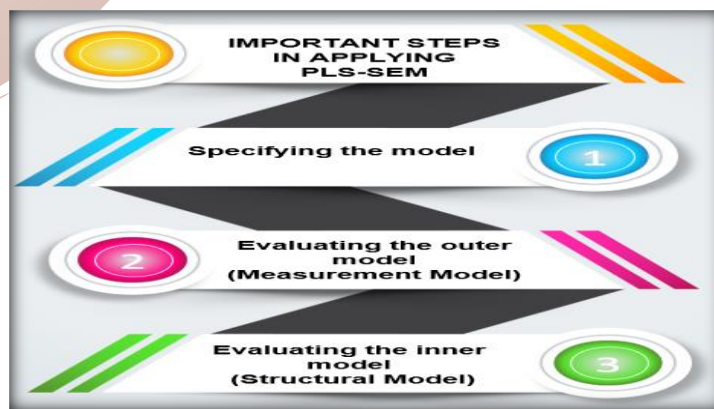 IMPORTANT STEPS
IN APPLYING
PLS-SEM
Specifying the model
1
2
Evaluating the outer
model
(Measurement Model)
Evaluating the inner
model
(Structural Model)
3